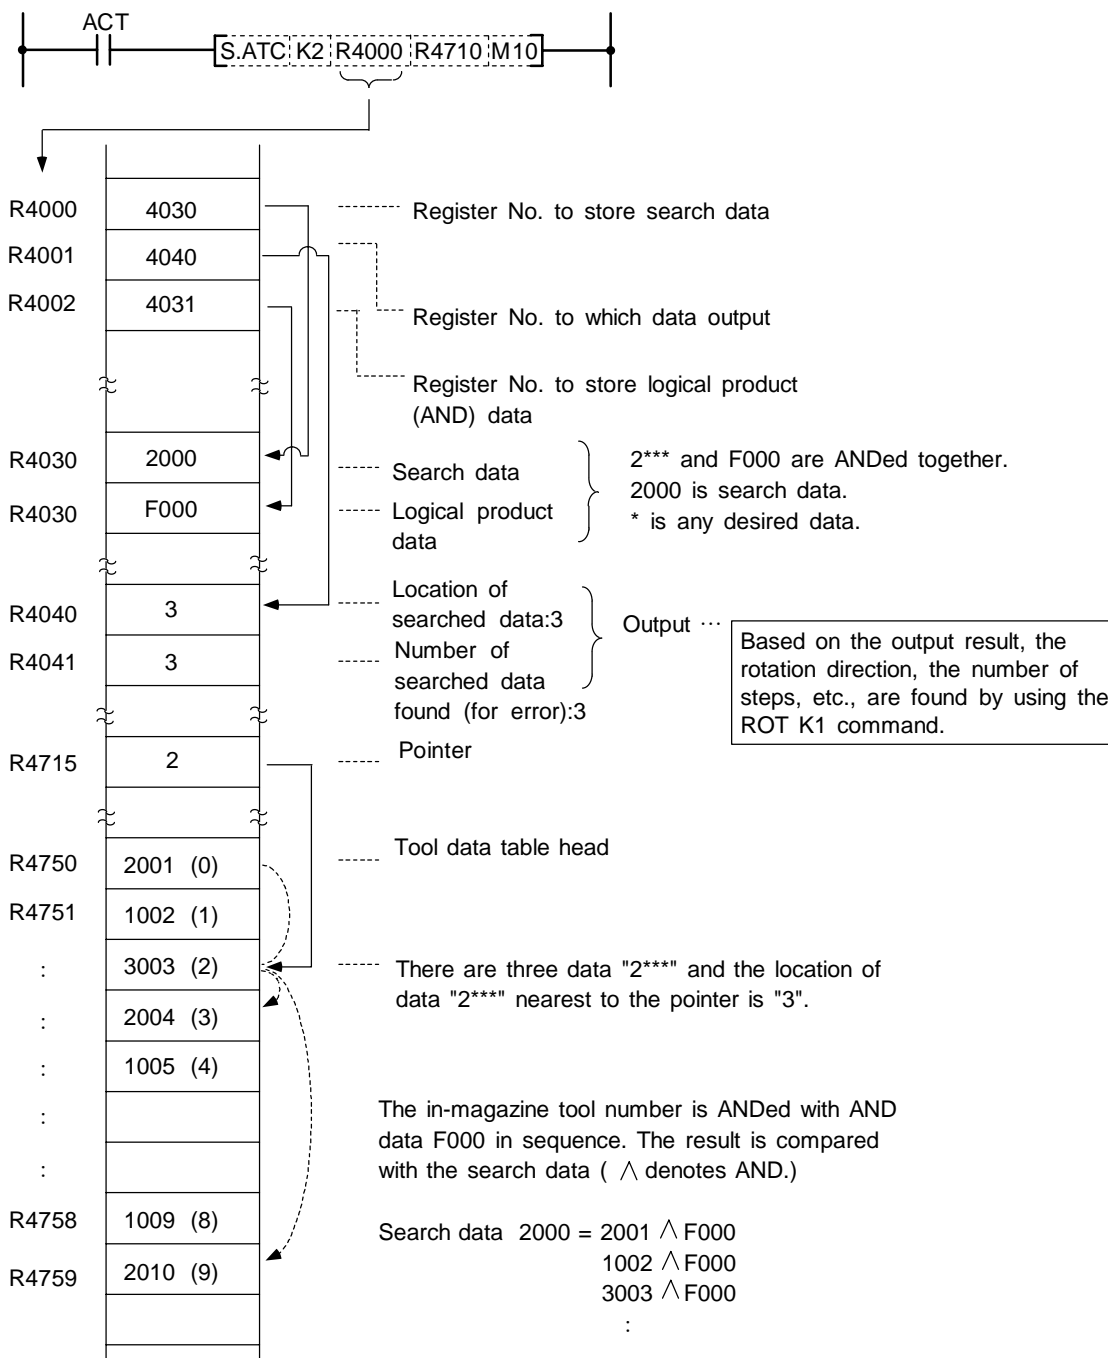 ACT
S.ATC K2 R4000 R4710 M10
R4000 4030 Register No. to store search data
R4001 4040
R4002 4031 Register No. to which data output
Register No. to store logical product
(AND) data
R4030 2000 Search data
R4030 F000 Logical product
data
2*** and F000 are ANDed together.
2000 is search data.
* is any desired data.
R4040 3 Location of
searched data:3
R4041 3 Number of
searched data
found (for error):3
Output ···
Based on the output result, the
rotation direction, the number of
steps, etc., are found by using the
ROT K1 command.
R4715 2 Pointer
R4750 2001 (0) Tool data table head
R4751 1002 (1)
: 3003 (2) There are three data "2***" and the location of
data "2***" nearest to the pointer is "3".
: 2004 (3)
: 1005 (4)
:
:
The in-magazine tool number is ANDed with AND
data F000 in sequence. The result is compared
with the search data ( ∧ denotes AND.)
R4758 1009 (8)
R4759 2010 (9)
Search data 2000 = 2001 ∧ F000
1002 ∧ F000
3003 ∧ F000
: